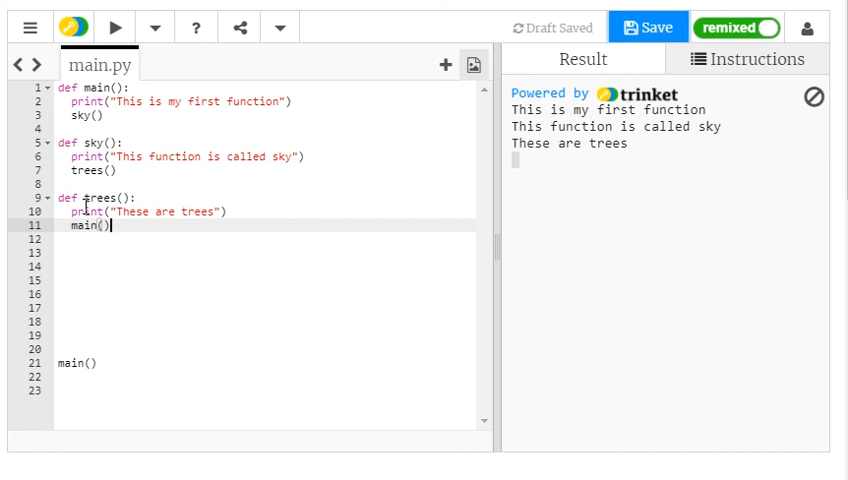 ? Draft Saved Save remixed
main.py
Result Instructions
1 def main():
2 print("This is my first function")
3 sky()
4
5 def sky():
6 print("This function is called sky")
7 trees()
8
9 def trees():
10 print("These are trees")
11 main()
12
13
14
15
16
17
18
19
20
21 main()
22
23
Powered by trinket
This is my first function
This function is called sky
These are trees